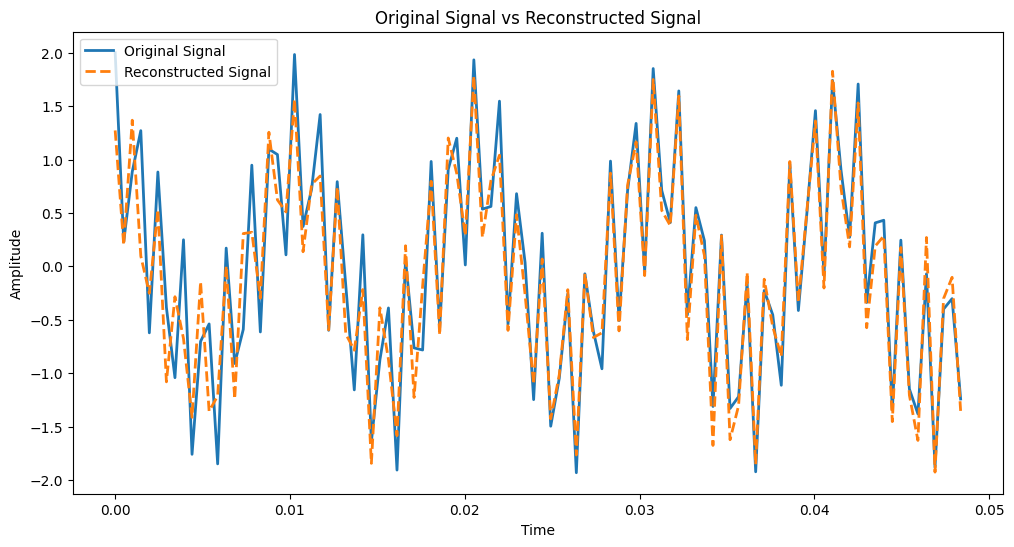 Original Signal vs Reconstructed Signal
Original Signal
Reconstructed Signal
Amplitude
2.0
1.5
1.0
0.5
0.0
−0.5
−1.0
−1.5
−2.0
0.00 0.01 0.02 0.03 0.04 0.05
Time